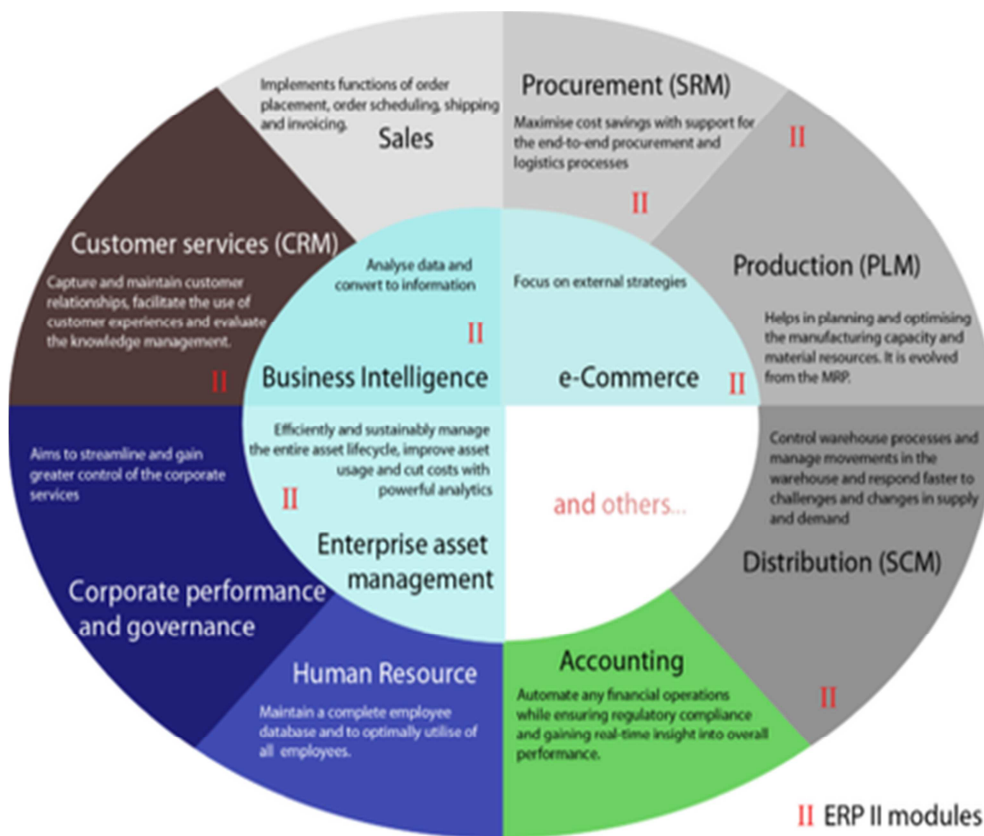 Implements functions of order
placement, order scheduling, shipping
and invoicing.
Sales
Procurement (SRM)
Maximise cost savings with support for
the end-to-end procurement and
logistics processes
II
II
Production (PLM)
Helps in planning and optimising
the manufacturing capacity and
material resources. It is evolved
from the MRP.
Customer services (CRM)
Capture and maintain customer
relationships, facilitate the use of
customer experiences and evaluate
the knowledge management.
II
Analyse data and
convert to information
II
Business Intelligence
Focus on external strategies
e-Commerce
II
Aims to streamline and gain
greater control of the corporate
services
Corporate performance
and governance
Efficiently and sustainably manage
the entire asset lifecycle, improve asset
usage and cut costs with
powerful analytics
II
Enterprise asset
management
and others...
Control warehouse processes and
manage movements in the
warehouse and respond faster to
challenges and changes in supply
and demand
Distribution (SCM)
II
Human Resource
Maintain a complete employee
database and to optimally utilise of
all employees.
Accounting
Automate any financial operations
while ensuring regulatory compliance
and gaining real-time insight into overall
performance.
II ERP II modules